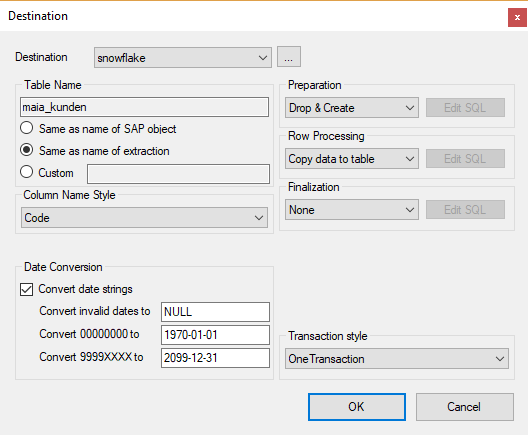 Destination
x
Destination snowflake ...
Table Name
maia_kunden
Same as name of SAP object
Same as name of extraction
Custom
Column Name Style
Code
Preparation
Drop & Create Edit SQL
Row Processing
Copy data to table Edit SQL
Finalization
None Edit SQL
Date Conversion
Convert date strings
Convert invalid dates to NULL
Convert 00000000 to 1970-01-01
Convert 9999XXXX to 2099-12-31
Transaction style
OneTransaction
OK Cancel